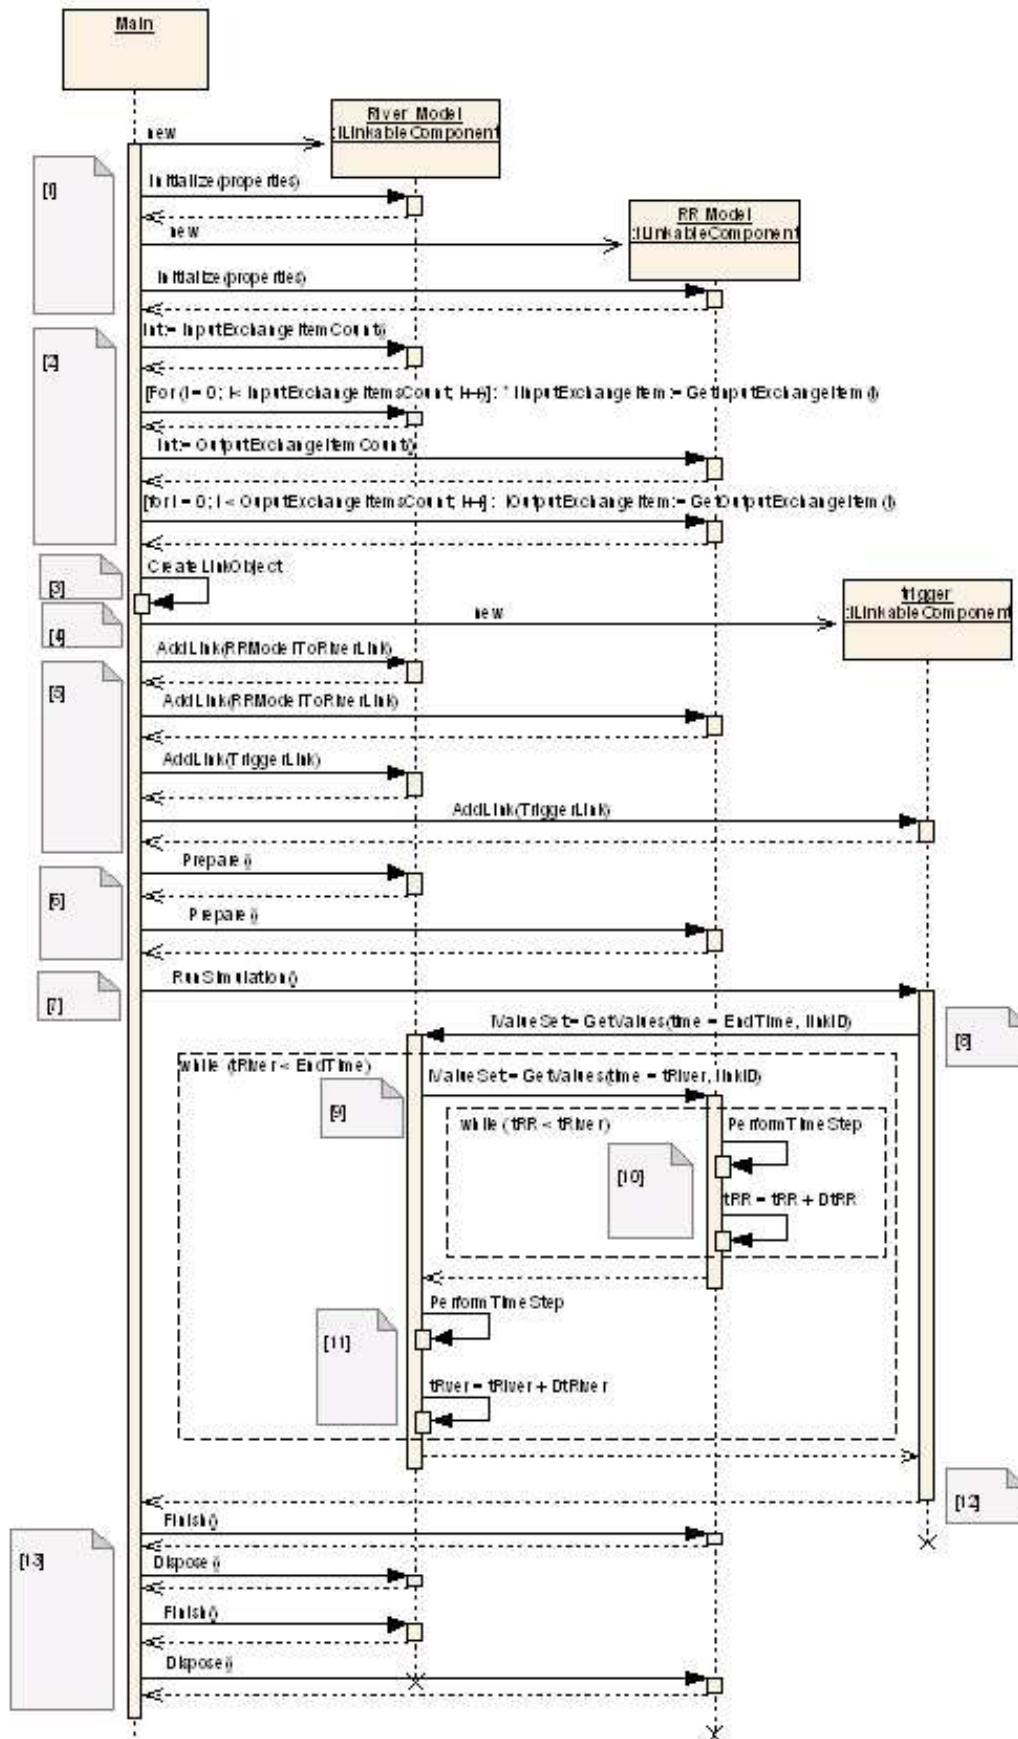 Main
River Model
:ILinkableComponent
new
[1]
Initialize(properties)
RR Model
:ILinkableComponent
new
Initialize(properties)
Int:= InputExchangeItemCount()
[2]
[For (I = 0; I< InputExchangeItemsCount; I++)]: * IInputExchangeItem:= GetInputExchangeItem(I)
Int:= OutputExchangeItemCount()
[for I = 0; I < OuputExchangeItemsCount; I++]: IOutputExchangeItem:= GetOutputExchangeItem(I)
CreateLinkObject
[3]
trigger
:ILinkableComponent
new
[4]
AddLink(RRModelToRiverLink)
[5]
AddLink(RRModelToRiverLink)
AddLink(TriggerLink)
AddLink(TriggerLink)
Prepare()
[6]
Prepare()
RunSimulation()
[7]
IValueSet= GetValues(time = EndTime, linkID)
[8]
while (tRiver < EndTime)
IValueSet= GetValues(time = tRiver, linkID)
[9]
while (tRR < tRiver)
PerformTimeStep
[10]
tRR = tRR + DtRR
PerformTimeStep
[11]
tRiver = tRiver + DtRiver
[12]
Finish()
[13]
Dispose()
Finish()
Dispose()